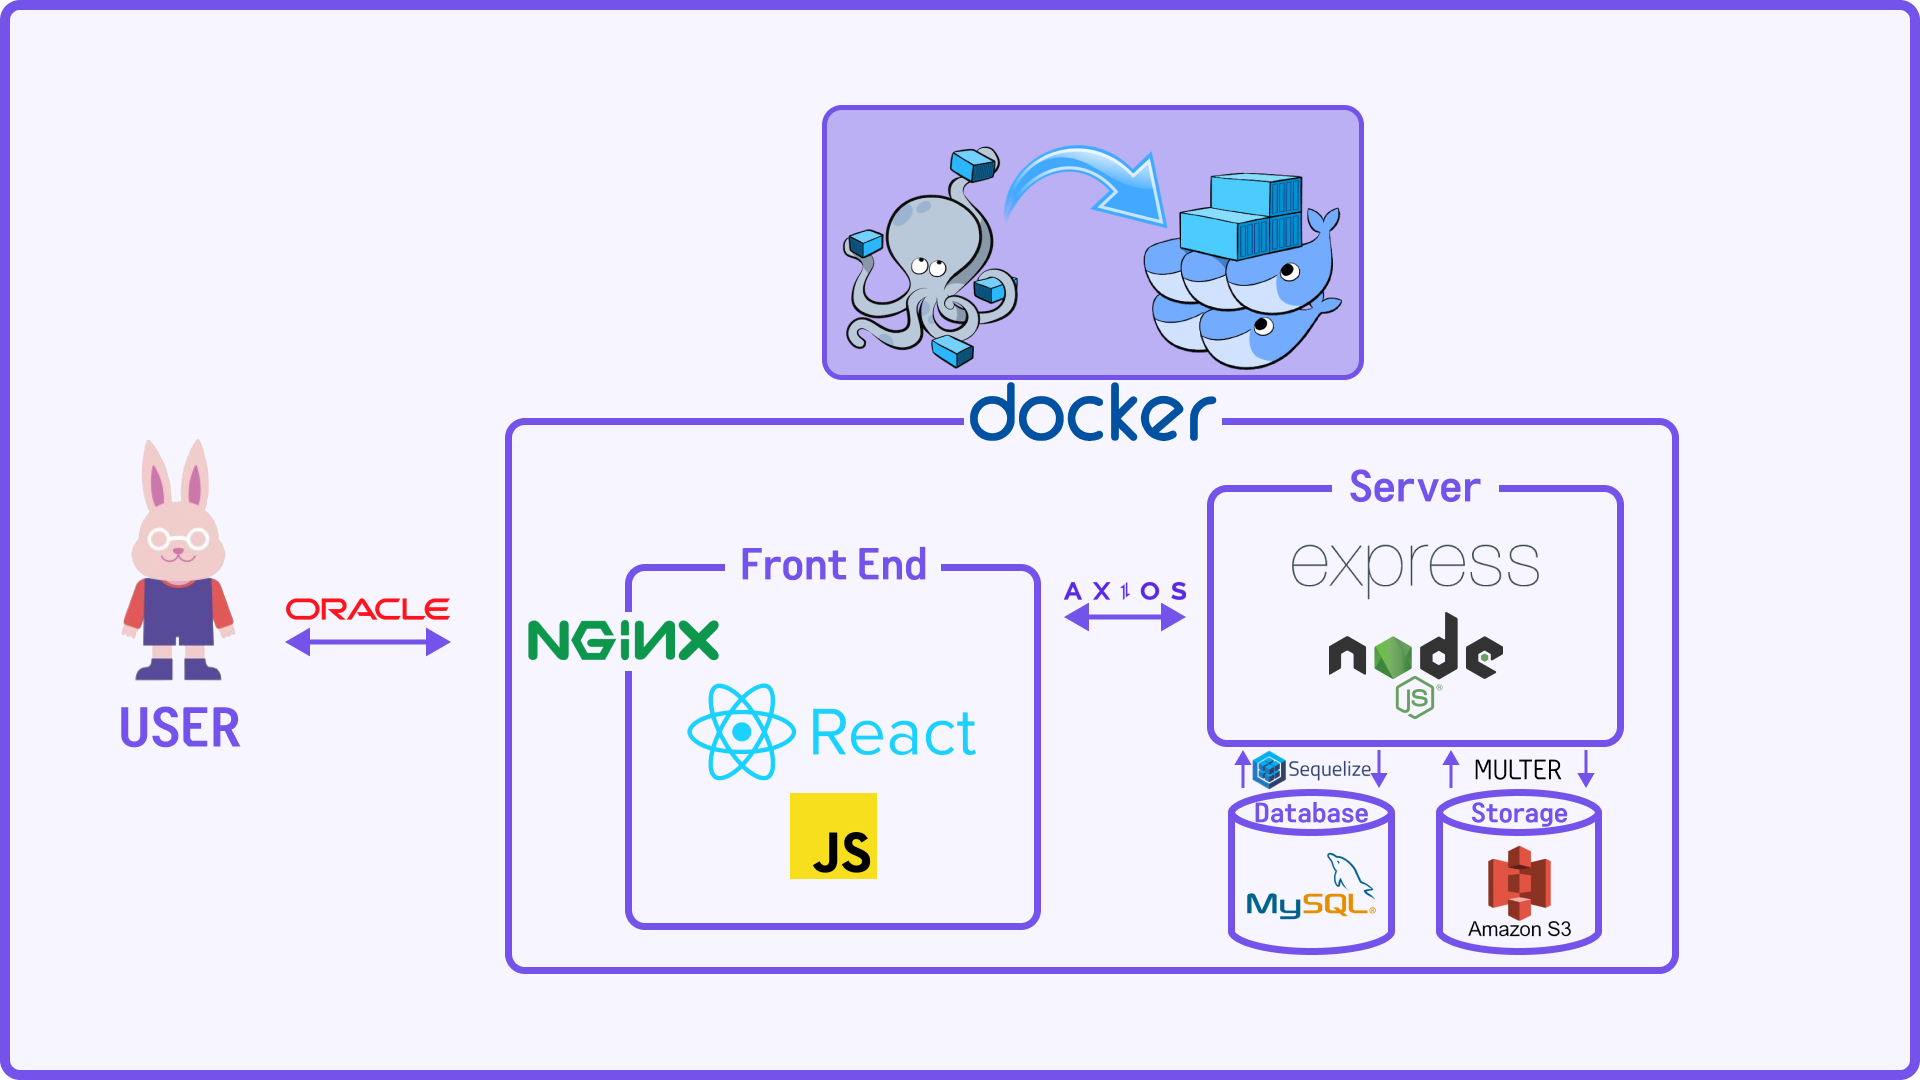 docker
Server
express
Front End
AXIOS
ORACLE
NGINX
node
JS
®
React
USER
Sequelize
MULTER
JS
Database
Storage
MySQL®
Amazon S3